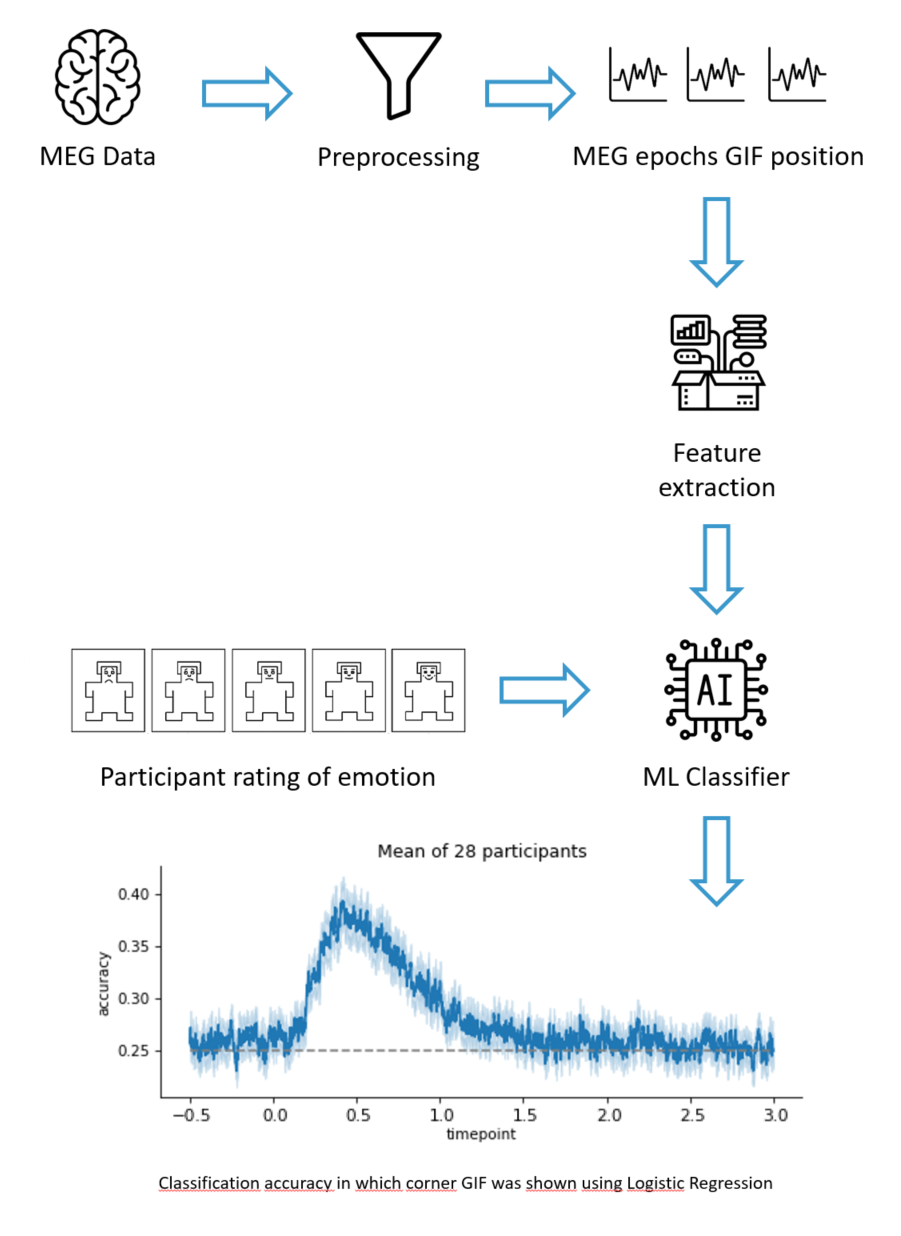 MEG Data
Preprocessing
MEG epochs GIF position
Feature
extraction
AI
Participant rating of emotion
ML Classifier
Mean of 28 participants
0.40
0.35
0.30
0.25
accuracy
−0.5 0.0 0.5 1.0 1.5 2.0 2.5 3.0
timepoint
Classification accuracy in which corner GIF was shown using Logistic Regression